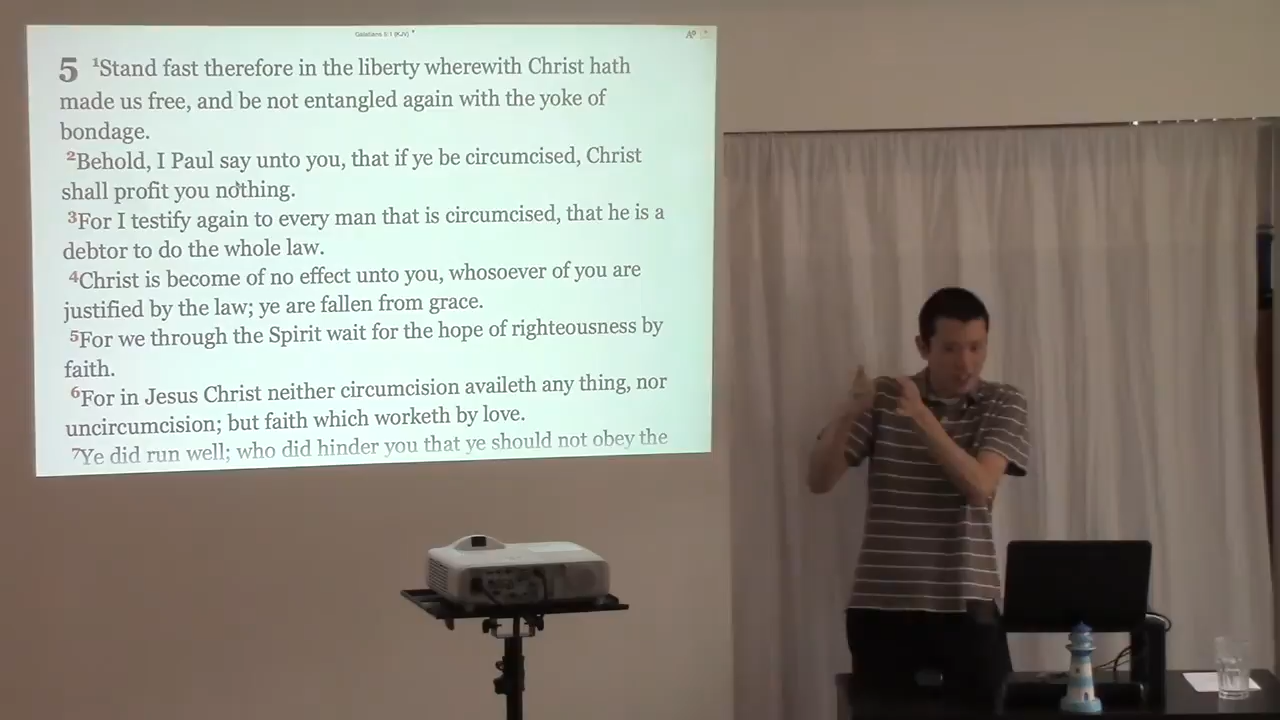 Galatians 5:1 (KJV)
5 1Stand fast therefore in the liberty wherewith Christ hath
made us free, and be not entangled again with the yoke of
bondage.
2Behold, I Paul say unto you, that if ye be circumcised, Christ
shall profit you nothing.
3For I testify again to every man that is circumcised, that he is a
debtor to do the whole law.
4Christ is become of no effect unto you, whosoever of you are
justified by the law; ye are fallen from grace.
5For we through the Spirit wait for the hope of righteousness by
faith.
6For in Jesus Christ neither circumcision availeth any thing, nor
uncircumcision; but faith which worketh by love.
7Ye did run well; who did hinder you that ye should not obey the